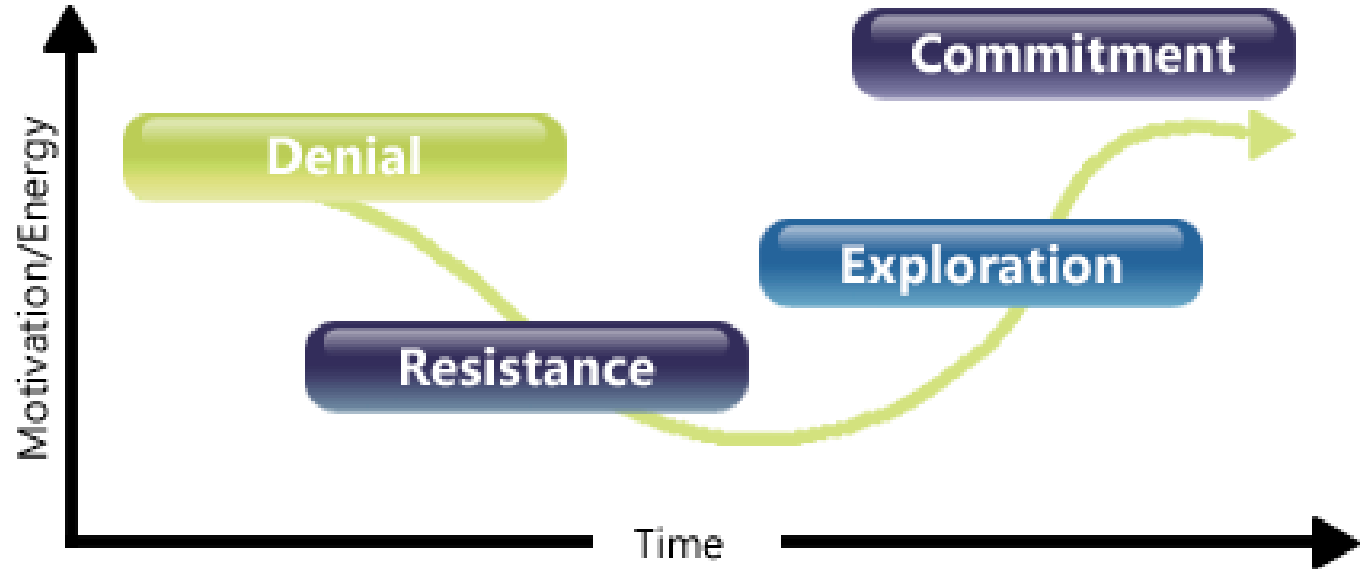 Commitment
Denial
Motivation/Energy
Exploration
Resistance
Time